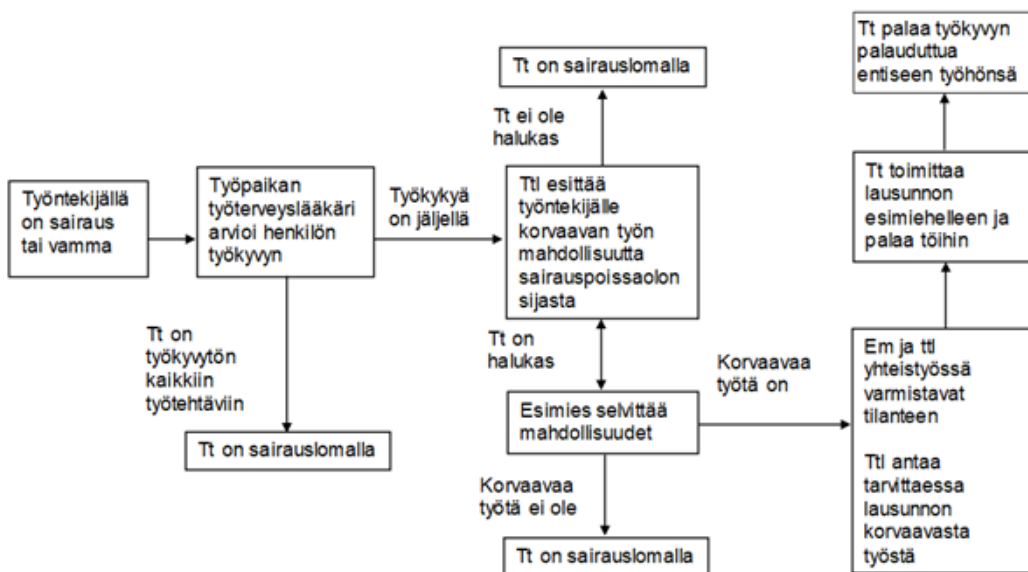 Työntekijällä
on sairaus
tai vamma
Työpaikan
työterveyslääkäri
arvioi henkilön
työkyvyn
Tt on
työkyvytön
kaikkiin
työtehtäviin
Tt on sairauslomalla
Työkykyä
on jäljellä
Ttl esittää
työntekijälle
korvaavan työn
mahdollisuutta
sairauspoissaolon
sijasta
Tt ei ole
halukas
Tt on sairauslomalla
Tt on
halukas
Esimies selvittää
mahdollisuudet
Korvaavaa
työtä ei ole
Tt on sairauslomalla
Korvaavaa
työtä on
Em ja ttl
yhteistyössä
varmistavat
tilanteen
Ttl antaa
tarvittaessa
lausunnon
korvaavasta
työstä
Tt toimittaa
lausunnon
esimiehelleen ja
palaa töihin
Tt palaa työkyvyn
palauduttua
entiseen työhönsä